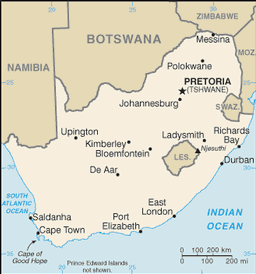 ZIMBABWE
BOTSWANA
Messina
MOZ.
NAMIBIA
Polokwane
PRETORIA
(TSHWANE)
Johannesburg
SWAZ.
Upington
Kimberley
Ladysmith
Richards
Bay
Bloemfontein
Njesuthi
LES.
De Aar
Durban
SOUTH
ATLANTIC
OCEAN
Saldanha
East
London
INDIAN
OCEAN
Cape Town
Port
Elizabeth
Cape of
Good Hope
Prince Edward Islands
not shown.
0 100 200 km
0 100 200 mi